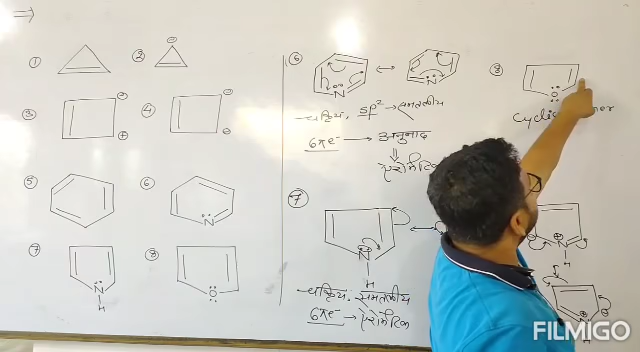 ⇒
① ② ⊖
③ ⊖ ⊕ ④ ⊖
⑤ ⑥ N
⑦ N H ⑧ O
⑥ N ↔ N
चक्रिय, sp² → समतलीय
6πe⁻ → अनुनाद
⇓
⑦ N H ↔
चक्रिय, समतलीय
6πe⁻ → ऐरोमैटिक
⑧ O
N H
FILMIGO